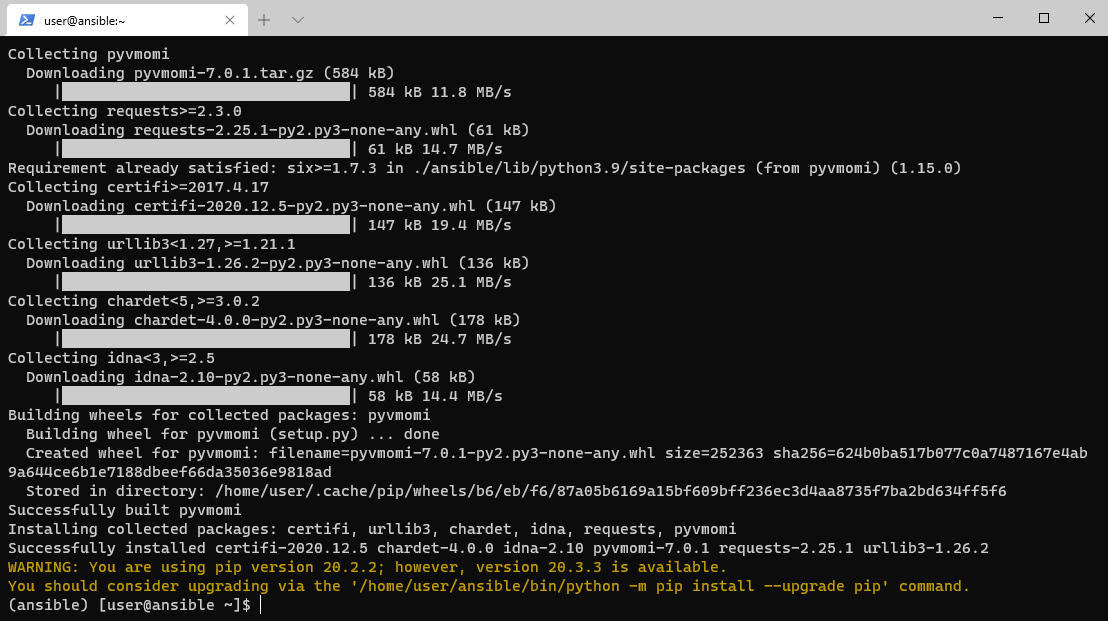 user@ansible:~
Collecting pyvmomi
Downloading pyvmomi-7.0.1.tar.gz (584 kB)
| | 584 kB 11.8 MB/s
Collecting requests>=2.3.0
Downloading requests-2.25.1-py2.py3-none-any.whl (61 kB)
| | 61 kB 14.7 MB/s
Requirement already satisfied: six>=1.7.3 in ./ansible/lib/python3.9/site-packages (from pyvmomi) (1.15.0)
Collecting certifi>=2017.4.17
Downloading certifi-2020.12.5-py2.py3-none-any.whl (147 kB)
| | 147 kB 19.4 MB/s
Collecting urllib3<1.27,>=1.21.1
Downloading urllib3-1.26.2-py2.py3-none-any.whl (136 kB)
| | 136 kB 25.1 MB/s
Collecting chardet<5,>=3.0.2
Downloading chardet-4.0.0-py2.py3-none-any.whl (178 kB)
| | 178 kB 24.7 MB/s
Collecting idna<3,>=2.5
Downloading idna-2.10-py2.py3-none-any.whl (58 kB)
| | 58 kB 14.4 MB/s
Building wheels for collected packages: pyvmomi
Building wheel for pyvmomi (setup.py) ... done
Created wheel for pyvmomi: filename=pyvmomi-7.0.1-py2.py3-none-any.whl size=252363 sha256=624b0ba517b077c0a7487167e4ab
9a644ce6b1e7188dbeef66da35036e9818ad
Stored in directory: /home/user/.cache/pip/wheels/b6/eb/f6/87a05b6169a15bf609bff236ec3d4aa8735f7ba2bd634ff5f6
Successfully built pyvmomi
Installing collected packages: certifi, urllib3, chardet, idna, requests, pyvmomi
Successfully installed certifi-2020.12.5 chardet-4.0.0 idna-2.10 pyvmomi-7.0.1 requests-2.25.1 urllib3-1.26.2
WARNING: You are using pip version 20.2.2; however, version 20.3.3 is available.
You should consider upgrading via the '/home/user/ansible/bin/python -m pip install --upgrade pip' command.
(ansible) [user@ansible ~]$